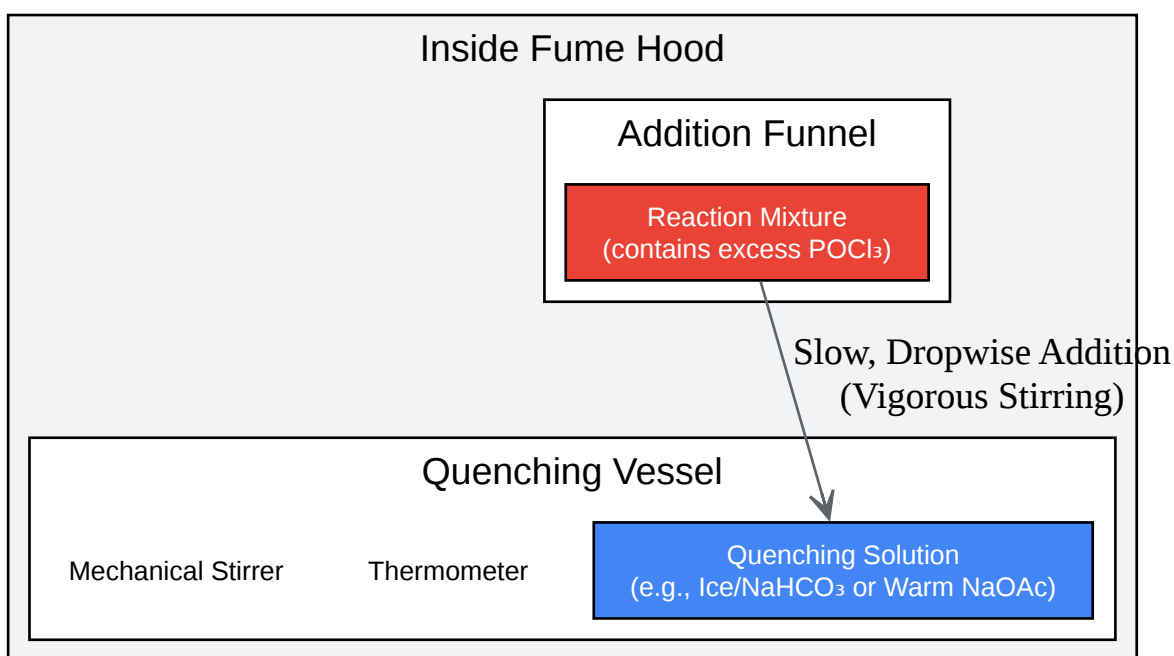 Inside Fume Hood
Addition Funnel
Reaction Mixture
(contains excess POCl₃)
Slow, Dropwise Addition
(Vigorous Stirring)
Quenching Vessel
Mechanical Stirrer
Thermometer
Quenching Solution
(e.g., Ice/NaHCO₃ or Warm NaOAc)